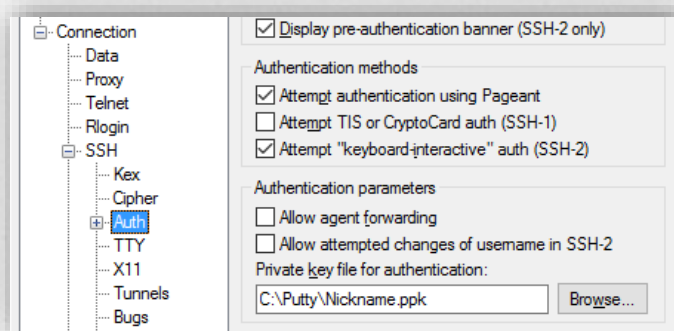 Connection
Data
Proxy
Telnet
Rlogin
SSH
Kex
Cipher
Auth
TTY
X11
Tunnels
Bugs
Display pre-authentication banner (SSH-2 only)
Authentication methods
Attempt authentication using Pageant
Attempt TIS or CryptoCard auth (SSH-1)
Attempt "keyboard-interactive" auth (SSH-2)
Authentication parameters
Allow agent forwarding
Allow attempted changes of username in SSH-2
Private key file for authentication:
C:\Putty\Nickname.ppk
Browse...